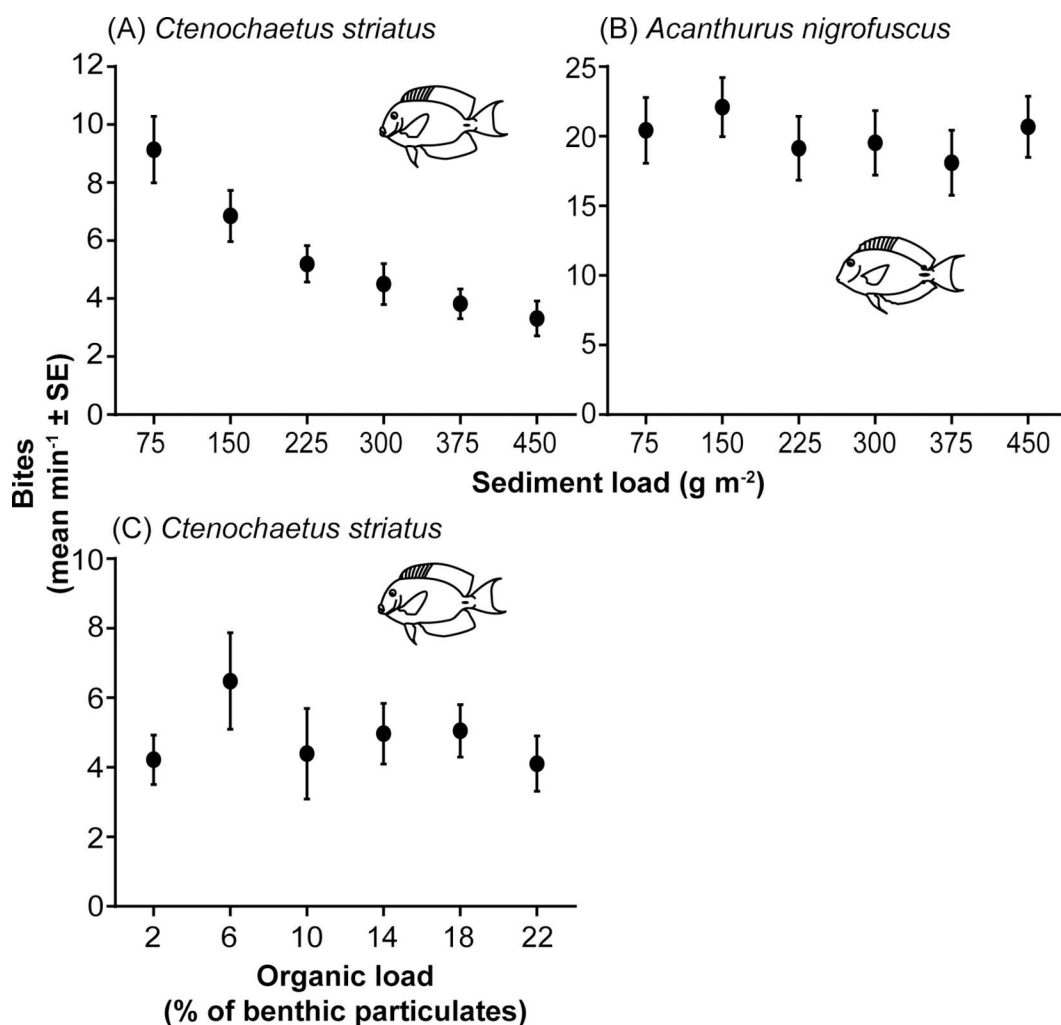 (A) Ctenochaetus striatus
12
10
8
6
4
2
0
75 150 225 300 375 450
(B) Acanthurus nigrofuscus
25
20
15
10
5
0
75 150 225 300 375 450
Sediment load (g m⁻²)
Bites
(mean min⁻¹ ± SE)
(C) Ctenochaetus striatus
10
8
6
4
2
0
2 6 10 14 18 22
Organic load
(% of benthic particulates)